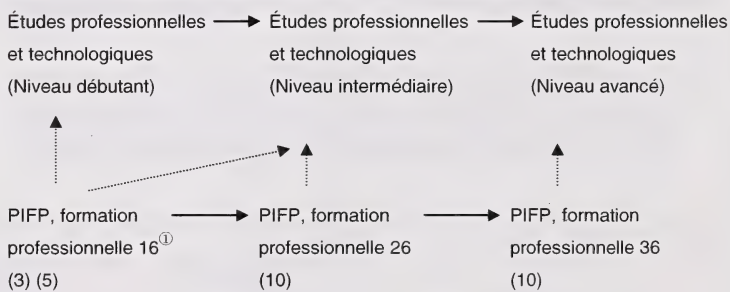 Études professionnelles
et technologiques
(Niveau débutant)
Études professionnelles
et technologiques
(Niveau intermédiaire)
Études professionnelles
et technologiques
(Niveau avancé)
PIFP, formation
professionnelle 16①
(3) (5)
PIFP, formation
professionnelle 26
(10)
PIFP, formation
professionnelle 36
(10)